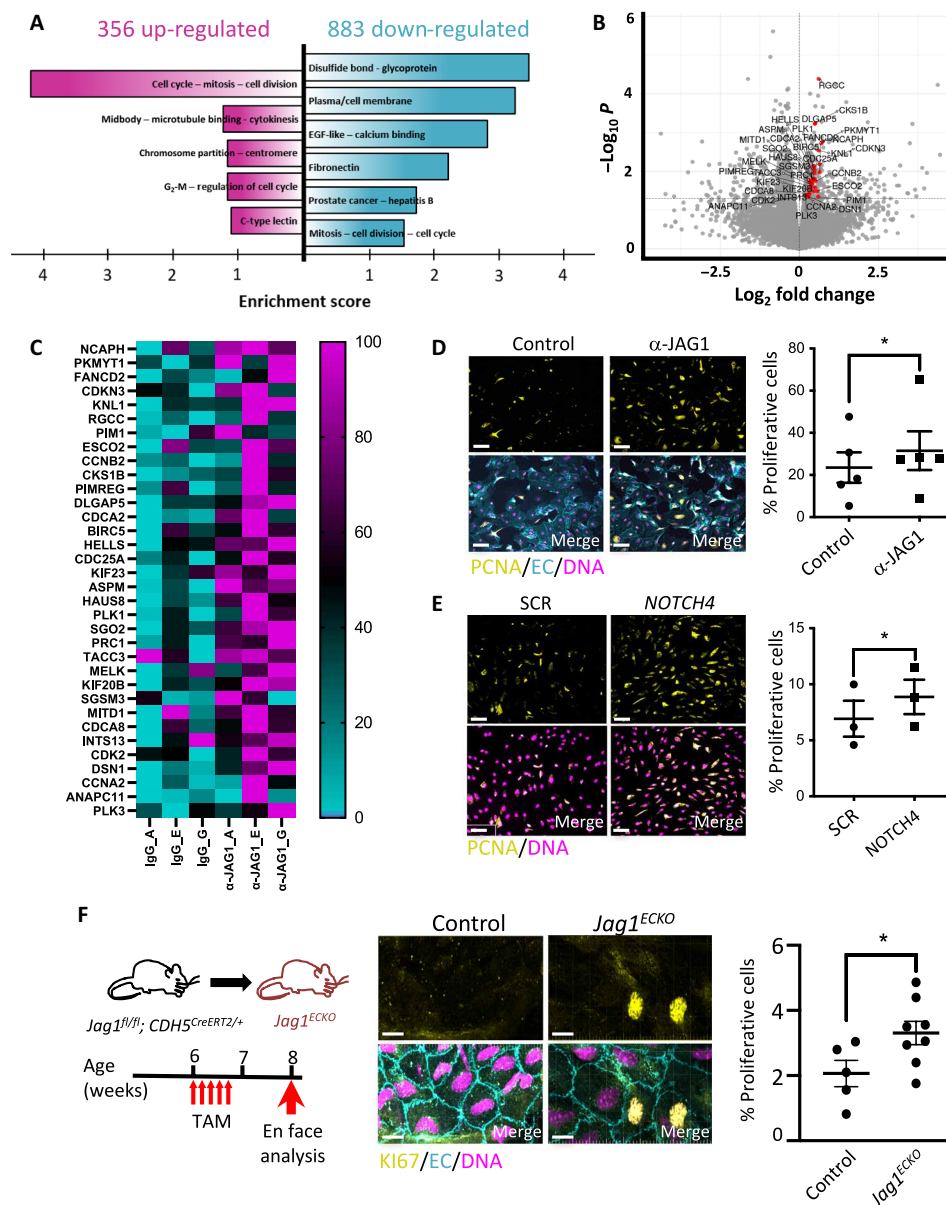 A
356 up-regulated
883 down-regulated
Disulfide bond - glycoprotein
Cell cycle – mitosis – cell division
Plasma/cell membrane
Midbody – microtubule binding - cytokinesis
EGF-like – calcium binding
Chromosome partition – centromere
Fibronectin
G2-M – regulation of cell cycle
Prostate cancer – hepatitis B
C-type lectin
Mitosis – cell division – cell cycle
4 3 2 1 1 2 3 4
Enrichment score
B
–Log10 P
6
4
2
0
–2.5 0 2.5
Log2 fold change
RGCC
CKS1B
HELLS DLGAP5
ASPM PLK1 PKMYT1
MITD1 CDCA2 FANCD2 NCAPH
SGO2 BIRC5 CDKN3
HAUS8 KNL1
MELK CDC25A
SGSM3
PIMREG TACC3 PRC1 CCNB2
KIF23 ESCO2
CDCA8 KIF20B
CDK2 INTS13 PIM1
ANAPC11 CCNA2
DSN1
PLK3
C
NCAPH
PKMYT1
FANCD2
CDKN3
KNL1
RGCC
PIM1
ESCO2
CCNB2
CKS1B
PIMREG
DLGAP5
CDCA2
BIRC5
HELLS
CDC25A
KIF23
ASPM
HAUS8
PLK1
SGO2
PRC1
TACC3
MELK
KIF20B
SGSM3
MITD1
CDCA8
INTS13
CDK2
DSN1
CCNA2
ANAPC11
PLK3
IgG_A
IgG_E
IgG_G
α-JAG1_A
α-JAG1_E
α-JAG1_G
100
80
60
40
20
0
D
Control α-JAG1
Merge Merge
PCNA/EC/DNA
% Proliferative cells
80
60
40
20
0
*
Control
α-JAG1
E
SCR NOTCH4
Merge Merge
PCNA/DNA
% Proliferative cells
15
10
5
0
*
SCR
NOTCH4
F
Jag1fl/fl; CDH5CreERT2/+
Jag1ECKO
Age
(weeks)
6 7 8
TAM
En face
analysis
Control Jag1ECKO
Merge Merge
KI67/EC/DNA
% Proliferative cells
6
4
2
0
*
Control
Jag1ECKO